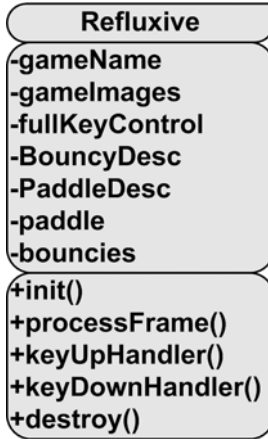 Refluxive
-gameName
-gameImages
-fullKeyControl
-BouncyDesc
-PaddleDesc
-paddle
-bouncies
+init()
+processFrame()
+keyUpHandler()
+keyDownHandler()
+destroy()